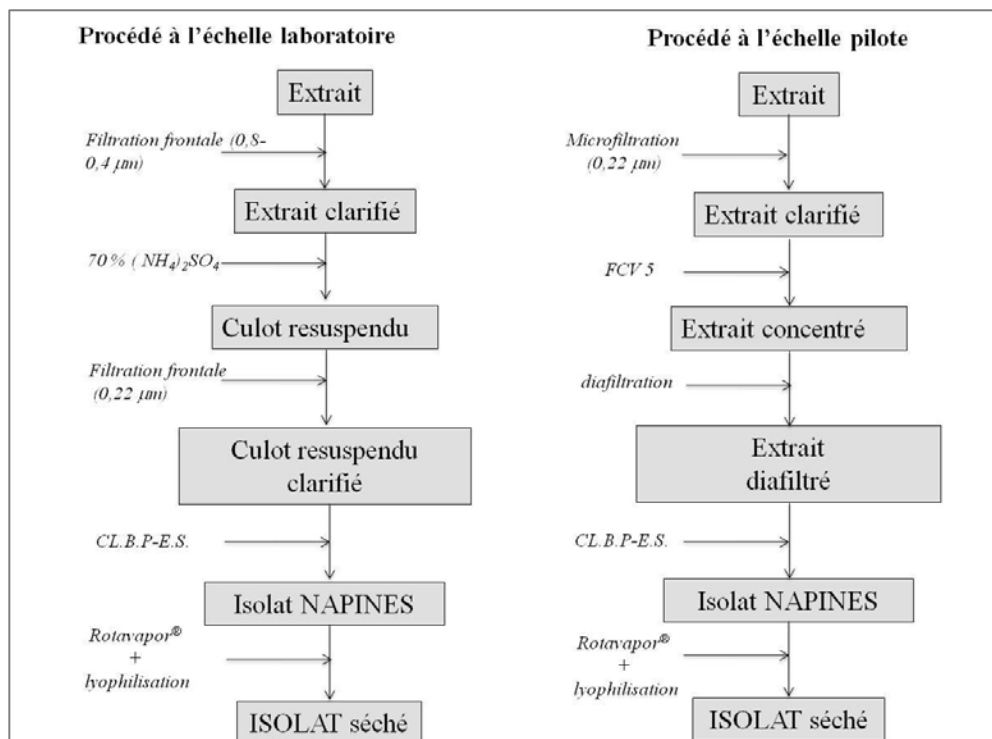 Procédé à l'échelle laboratoire
Extrait
Filtration frontale (0,8-
0,4 µm)
Extrait clarifié
70 % ( NH₄)₂SO₄
Culot resuspendu
Filtration frontale
(0,22 µm)
Culot resuspendu
clarifié
CL.B.P-E.S.
Isolat NAPINES
Rotavapor®
+
lyophilisation
ISOLAT séché
Procédé à l'échelle pilote
Extrait
Microfiltration
(0,22 µm)
Extrait clarifié
FCV 5
Extrait concentré
diafiltration
Extrait
diafiltré
CL.B.P-E.S.
Isolat NAPINES
Rotavapor®
+
lyophilisation
ISOLAT séché